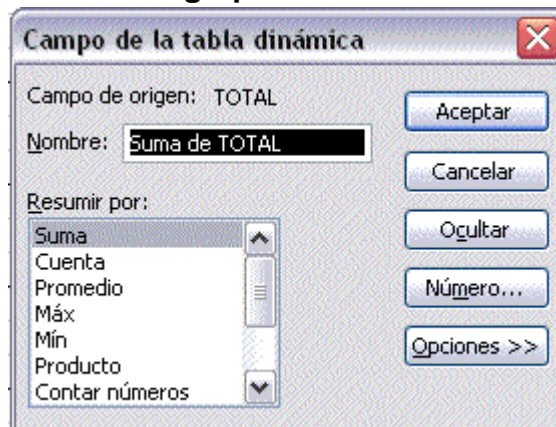 Campo de la tabla dinámica
Campo de origen: TOTAL
Nombre: Suma de TOTAL
Resumir por:
Suma
Cuenta
Promedio
Máx
Mín
Producto
Contar números
Aceptar
Cancelar
Ocultar
Número...
Opciones >>